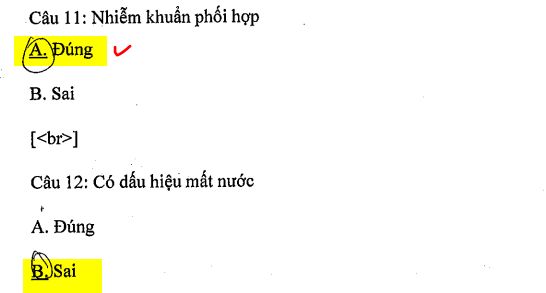 Câu 11: Nhiễm khuẩn phối hợp
A. Đúng
B. Sai
[<br>]
Câu 12: Có dấu hiệu mất nước
A. Đúng
B. Sai